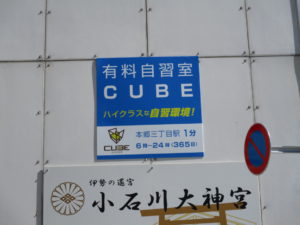 有料自習室
CUBE
ハイクラスな自習環境!
本郷三丁目駅 1分
6時~24時(365日)
CUBE
伊勢の遥宮
小石川大神宮